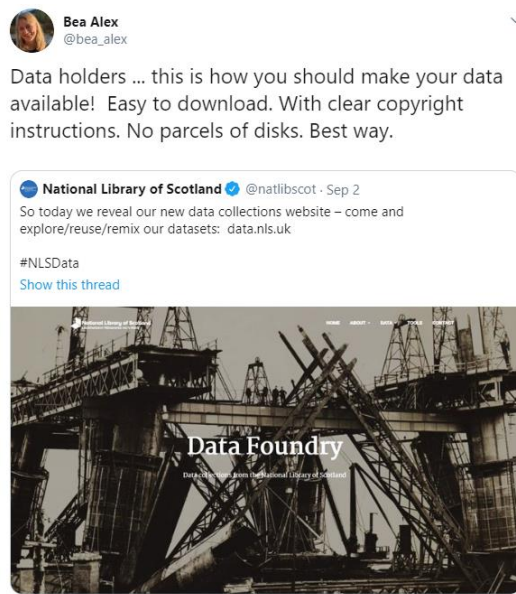 Bea Alex
@bea_alex
Data holders ... this is how you should make your data
available!  Easy to download. With clear copyright
instructions. No parcels of disks. Best way.
National Library of Scotland @natlibscot · Sep 2
So today we reveal our new data collections website – come and
explore/reuse/remix our datasets:  data.nls.uk
#NLSData
Show this thread
National Library of Scotland
HOME ABOUT DATA TOOLS CONTACT
Data Foundry
Data collections from the National Library of Scotland